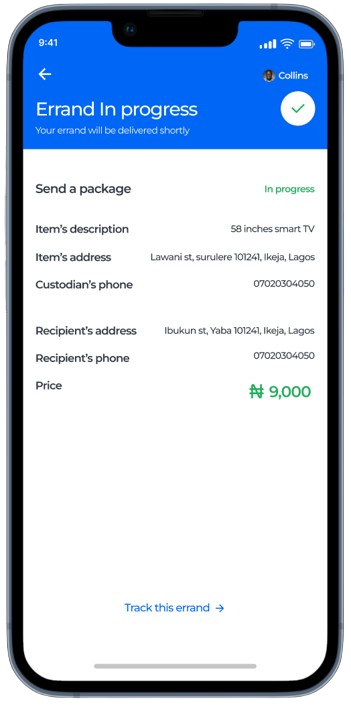 9:41
Collins
Errand In progress
Your errand will be delivered shortly
Send a package In progress
Item's description 58 inches smart TV
Item's address Lawani st, surulere 101241, Ikeja, Lagos
Custodian's phone 07020304050
Recipient's address Ibukun st, Yaba 101241, Ikeja, Lagos
Recipient's phone 07020304050
Price ₦ 9,000
Track this errand →